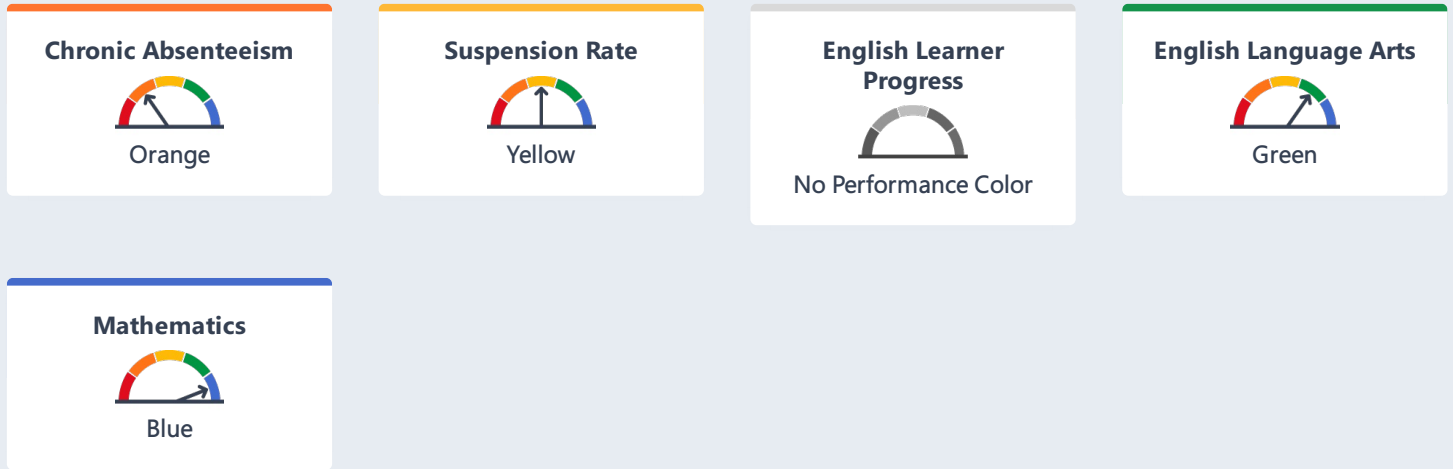 Chronic Absenteeism
Orange
Suspension Rate
Yellow
English Learner
Progress
No Performance Color
English Language Arts
Green
Mathematics
Blue